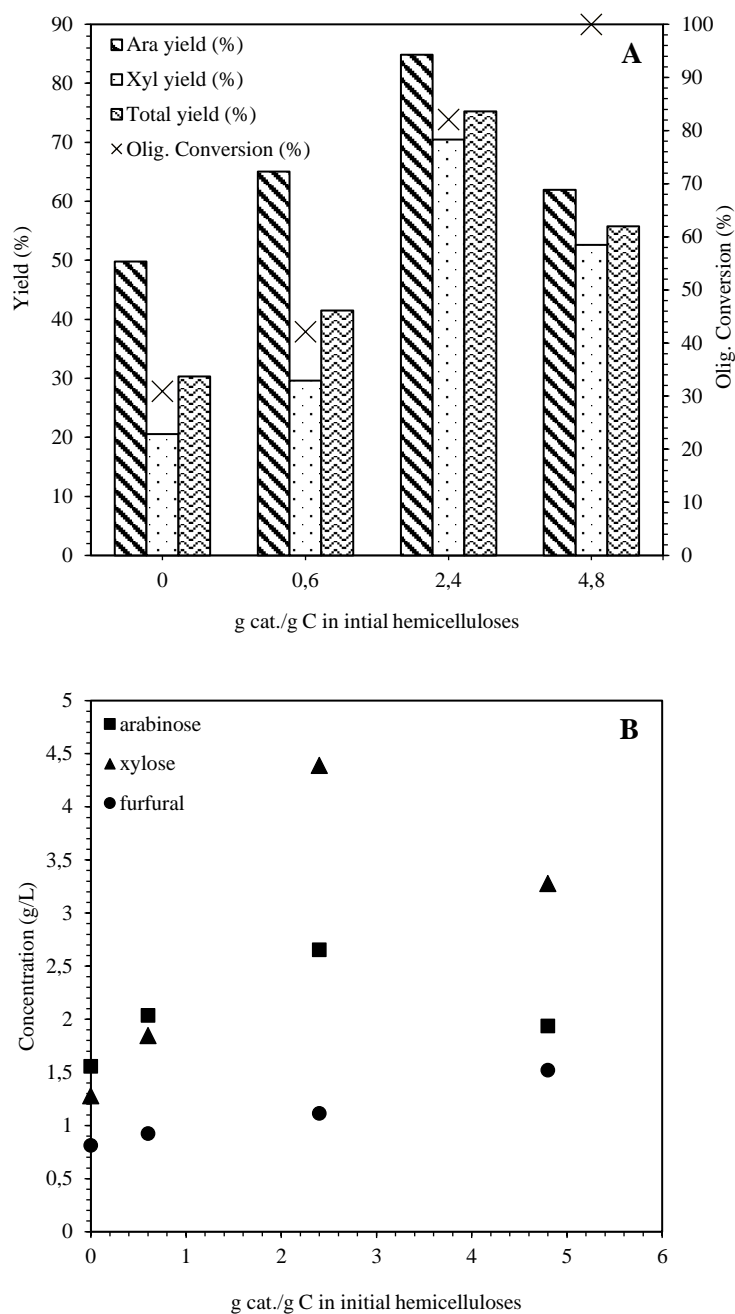 90
80
70
60
50
40
30
20
10
0
Yield (%)
Ara yield (%)
Xyl yield (%)
Total yield (%)
Olig. Conversion (%)
A
100
90
80
70
60
50
40
30
20
10
0
Olig. Conversion (%)
0 0,6 2,4 4,8
g cat./g C in intial hemicelluloses
5
4,5
4
3,5
3
2,5
2
1,5
1
0,5
0
Concentration (g/L)
arabinose
xylose
furfural
B
0 1 2 3 4 5 6
g cat./g C in initial hemicelluloses